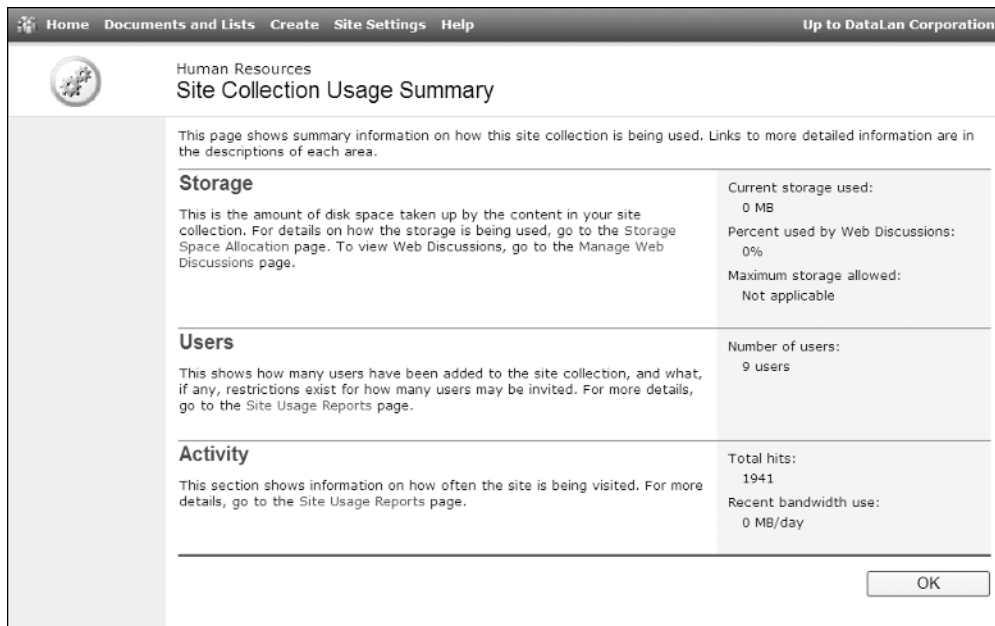 Home Documents and Lists Create Site Settings Help Up to DataLan Corporation
Human Resources
Site Collection Usage Summary
This page shows summary information on how this site collection is being used. Links to more detailed information are in
the descriptions of each area.
Storage
This is the amount of disk space taken up by the content in your site
collection. For details on how the storage is being used, go to the Storage
Space Allocation page. To view Web Discussions, go to the Manage Web
Discussions page.
Current storage used:
0 MB
Percent used by Web Discussions:
0%
Maximum storage allowed:
Not applicable
Users
This shows how many users have been added to the site collection, and what,
if any, restrictions exist for how many users may be invited. For more details,
go to the Site Usage Reports page.
Number of users:
9 users
Activity
This section shows information on how often the site is being visited. For more
details, go to the Site Usage Reports page.
Total hits:
1941
Recent bandwidth use:
0 MB/day
OK